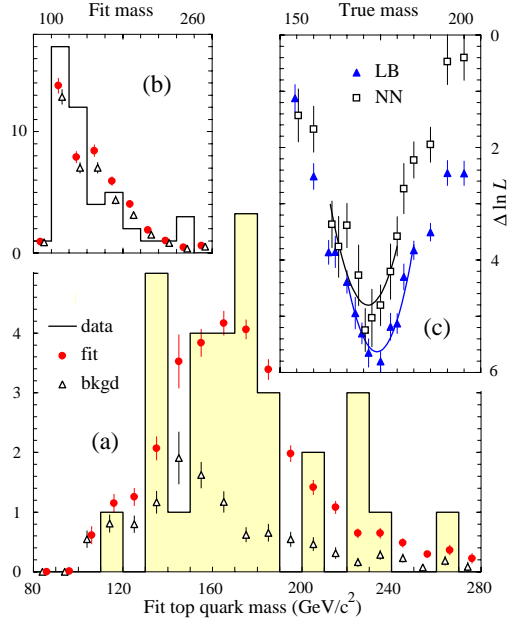 Fit mass
100
260
True mass
150
200
10
0
(b)
LB
NN
0
2
4
6
Δ ln L
(c)
data
fit
bkgd
(a)
4
3
2
1
0
80
120
160
200
240
280
Fit top quark mass (GeV/c²)